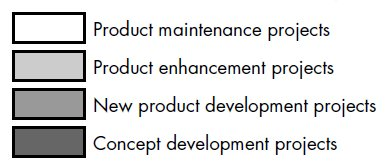 Product maintenance projects
Product enhancement projects
New product development projects
Concept development projects